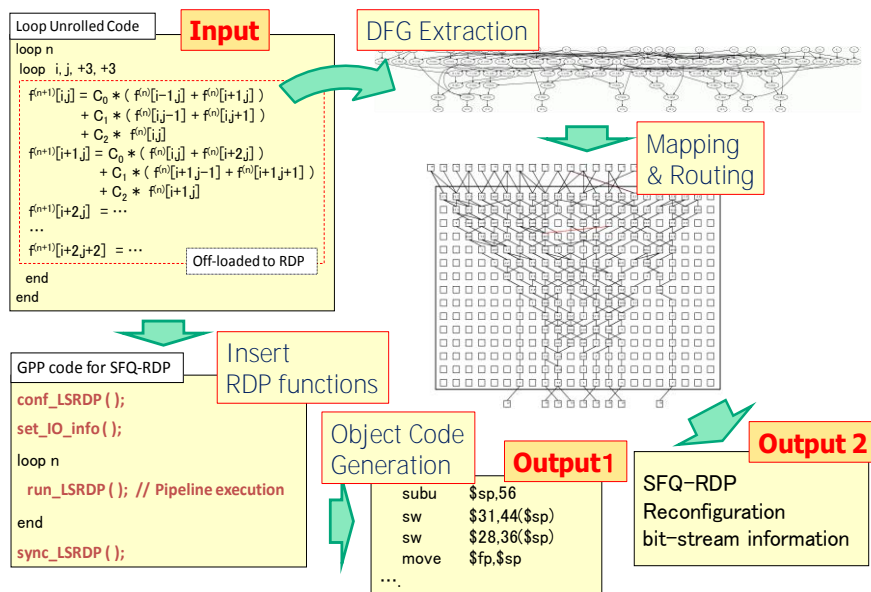 Loop Unrolled Code
Input
loop n
loop i, j, +3, +3
f(n+1)[i,j] = C0 * ( f(n)[i-1,j] + f(n)[i+1,j] )
+ C1 * ( f(n)[i,j-1] + f(n)[i,j+1] )
+ C2 * f(n)[i,j]
f(n+1)[i+1,j] = C0 * ( f(n)[i,j] + f(n)[i+2,j] )
+ C1 * ( f(n)[i+1,j-1] + f(n)[i+1,j+1] )
+ C2 * f(n)[i+1,j]
f(n+1)[i+2,j] = …
…
f(n+1)[i+2,j+2] = …
Off-loaded to RDP
end
end
DFG Extraction
Mapping
& Routing
Insert
RDP functions
GPP code for SFQ-RDP
conf_LSRDP ( );
set_IO_info ( );
loop n
run_LSRDP ( ); // Pipeline execution
end
sync_LSRDP ( );
Object Code
Generation
Output1
subu $sp,56
sw $31,44($sp)
sw $28,36($sp)
move $fp,$sp
….
Output 2
SFQ-RDP
Reconfiguration
bit-stream information